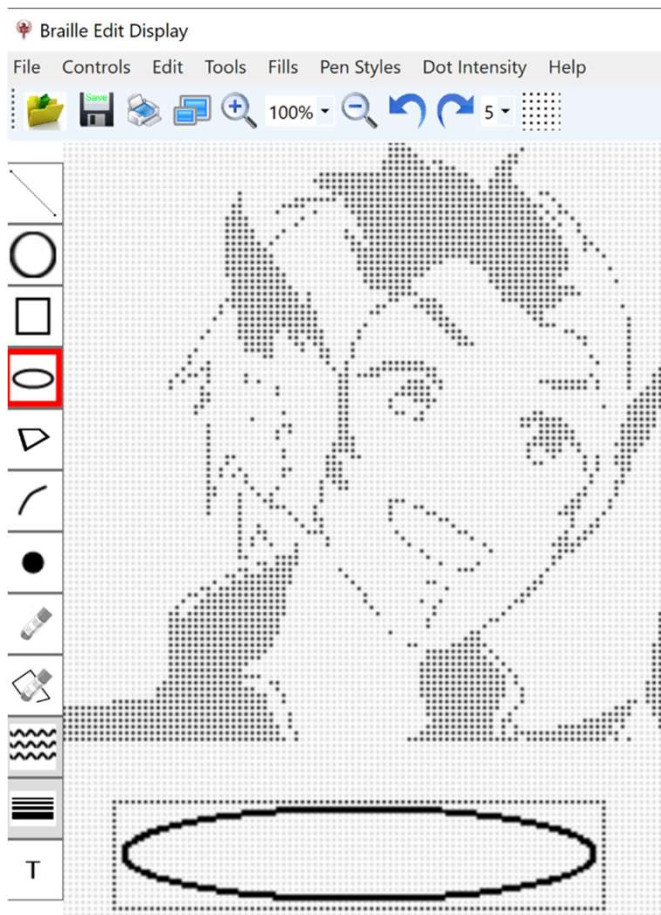 Braille Edit Display
File Controls Edit Tools Fills Pen Styles Dot Intensity Help
Save 100% 5
T